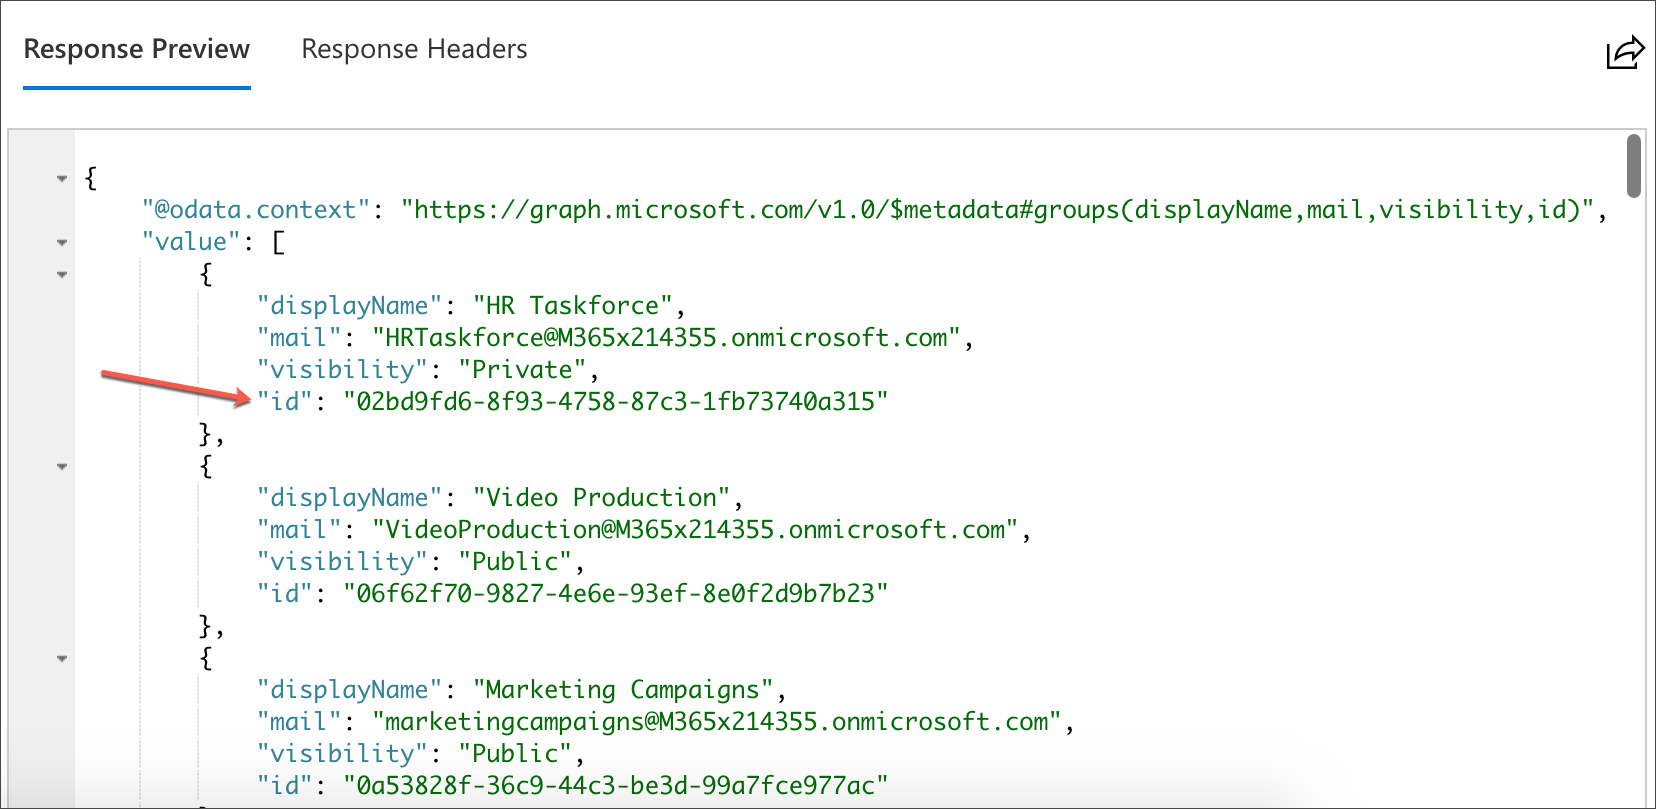 Response Preview Response Headers
{
"@odata.context": "https://graph.microsoft.com/v1.0/$metadata#groups(displayName,mail,visibility,id)",
"value": [
{
"displayName": "HR Taskforce",
"mail": "HRTaskforce@M365x214355.onmicrosoft.com",
"visibility": "Private",
"id": "02bd9fd6-8f93-4758-87c3-1fb73740a315"
},
{
"displayName": "Video Production",
"mail": "VideoProduction@M365x214355.onmicrosoft.com",
"visibility": "Public",
"id": "06f62f70-9827-4e6e-93ef-8e0f2d9b7b23"
},
{
"displayName": "Marketing Campaigns",
"mail": "marketingcampaigns@M365x214355.onmicrosoft.com",
"visibility": "Public",
"id": "0a53828f-36c9-44c3-be3d-99a7fce977ac"